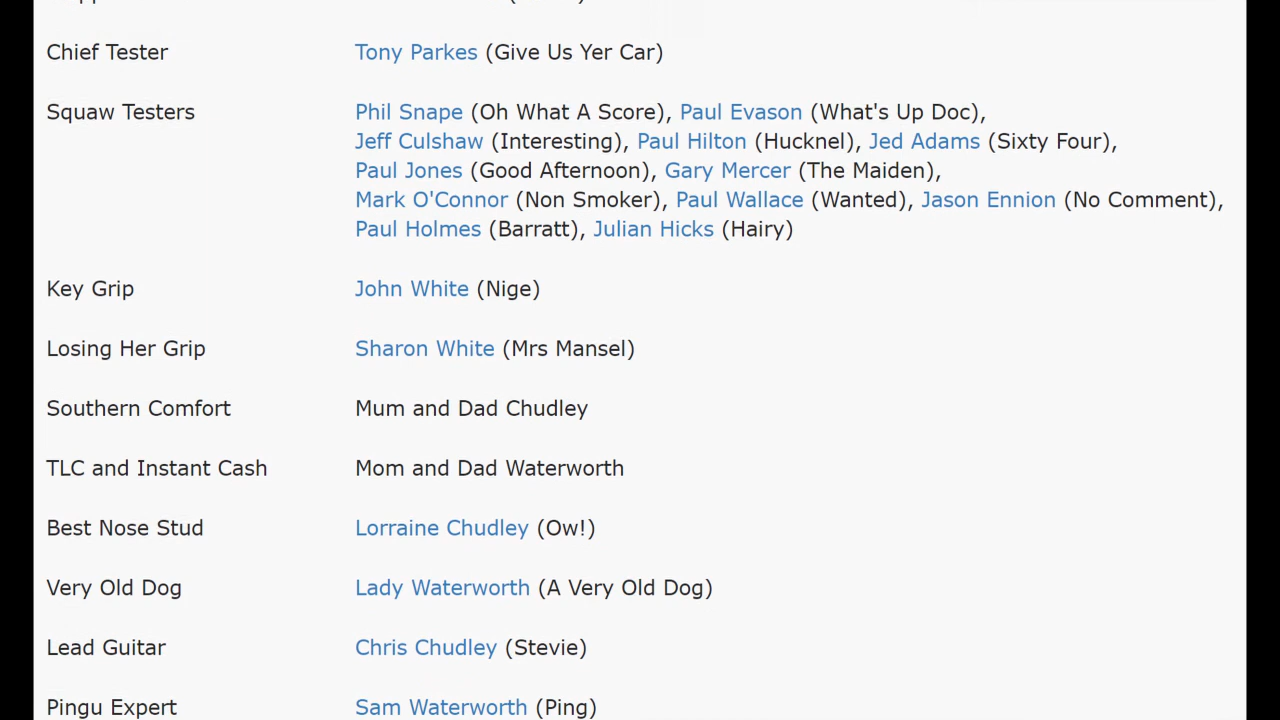 Chief Tester Tony Parkes (Give Us Yer Car)
Squaw Testers Phil Snape (Oh What A Score), Paul Evason (What's Up Doc),
Jeff Culshaw (Interesting), Paul Hilton (Hucknel), Jed Adams (Sixty Four),
Paul Jones (Good Afternoon), Gary Mercer (The Maiden),
Mark O'Connor (Non Smoker), Paul Wallace (Wanted), Jason Ennion (No Comment),
Paul Holmes (Barratt), Julian Hicks (Hairy)
Key Grip John White (Nige)
Losing Her Grip Sharon White (Mrs Mansel)
Southern Comfort Mum and Dad Chudley
TLC and Instant Cash Mom and Dad Waterworth
Best Nose Stud Lorraine Chudley (Ow!)
Very Old Dog Lady Waterworth (A Very Old Dog)
Lead Guitar Chris Chudley (Stevie)
Pingu Expert Sam Waterworth (Ping)